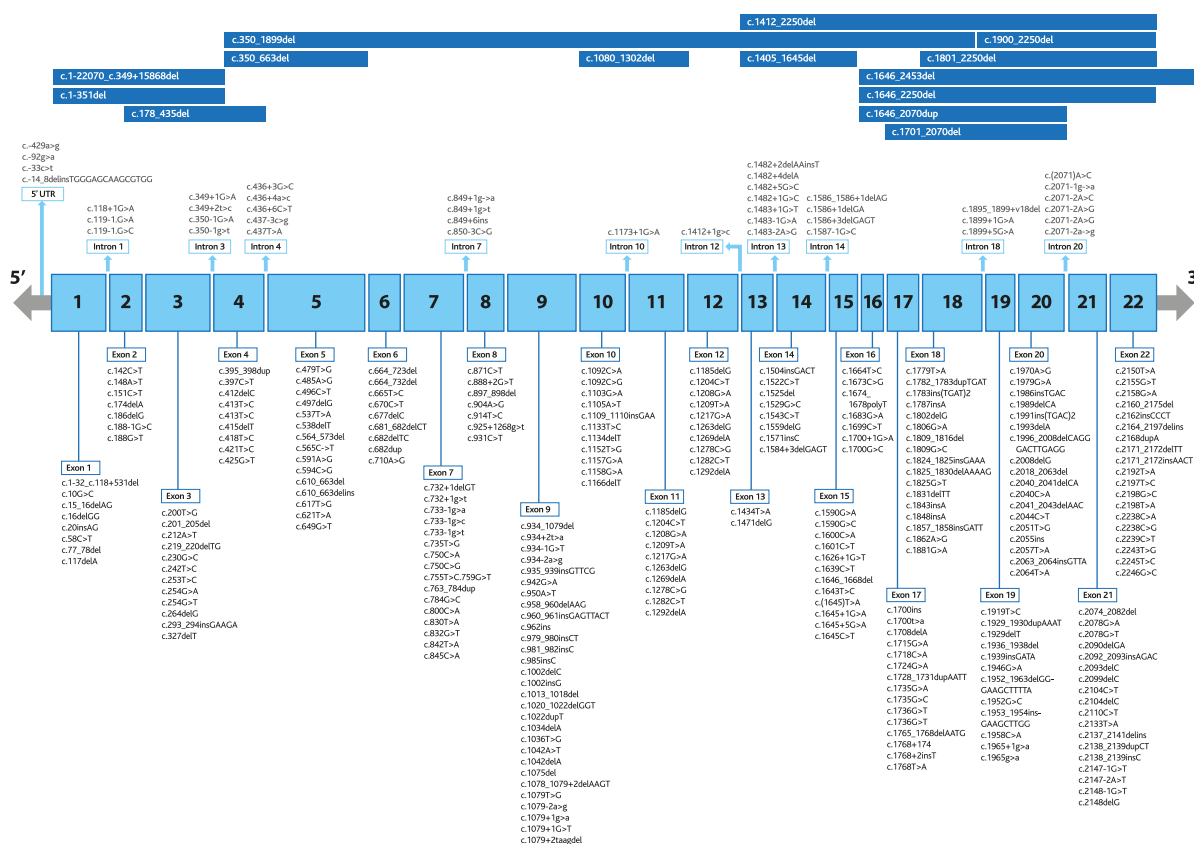 c.1412_2250del
c.350_1899del
c.1900_2250del
c.350_663del
c.1080_1302del
c.1405_1645del
c.1801_2250del
c.1-22070_c.349+15868del
c.1646_2453del
c.1-351del
c.1646_2250del
c.178_435del
c.1646_2070dup
c.1701_2070del
c.-429a>g
c.-92g>a
c.-33c>t
c.-14_8delinsTGGGAGCAAGCGTGG
5' UTR
c.118+1G>A
c.119-1.G>A
c.119-1.G>C
Intron 1
c.349+1G>A
c.349+2t>c
c.350-1G>A
c.350-1g>t
Intron 3
c.436+3G>C
c.436+4a>c
c.436+6C>T
c.437-3c>g
c.437T>A
Intron 4
c.849+1g->a
c.849+1g>t
c.849+6ins
c.850-3C>G
Intron 7
c.1173+1G>A
Intron 10
c.1412+1g>c
Intron 12
c.1482+2delAAinsT
c.1482+4delA
c.1482+5G>C
c.1482+1G>C
c.1483+1G>T
c.1483-1G>A
c.1483-2A>G
Intron 13
c.1586_1586+1delAG
c.1586+1delGA
c.1586+3delGAGT
c.1587-1G>C
Intron 14
c.1895_1899+v18del
c.1899+1G>A
c.1899+5G>A
Intron 18
c.(2071)A>C
c.2071-1g->a
c.2071-2A>C
c.2071-2A>G
c.2071-2A>G
c.2071-2a->g
Intron 20
5’
3
1 2 3 4 5 6 7 8 9 10 11 12 13 14 15 16 17 18 19 20 21 22
Exon 1
c.1-32_c.118+531del
c.10G>C
c.15_16delAG
c.16delGG
c.20insAG
c.58C>T
c.77_78del
c.117delA
Exon 2
c.142C>T
c.148A>T
c.151C>T
c.174delA
c.186delG
c.188-1G>C
c.188G>T
Exon 3
c.200T>G
c.201_205del
c.212A>T
c.219_220delTG
c.230G>C
c.242T>C
c.253T>C
c.254G>A
c.254G>T
c.264delG
c.293_294insGAAGA
c.327delT
Exon 4
c.395_398dup
c.397C>T
c.412delC
c.413T>C
c.413T>C
c.415delT
c.418T>C
c.421T>C
c.425G>T
Exon 5
c.479T>G
c.485A>G
c.496C>T
c.497delG
c.537T>A
c.538delT
c.564_573del
c.565C->T
c.591A>G
c.594C>G
c.610_663del
c.610_663delins
c.617T>G
c.621T>A
c.649G>T
Exon 6
c.664_723del
c.664_732del
c.665T>C
c.670C>T
c.677delC
c.681_682delCT
c.682delTC
c.682dup
c.710A>G
Exon 7
c.732+1delGT
c.732+1g>t
c.733-1g>a
c.733-1g>c
c.733-1g>t
c.735T>G
c.750C>A
c.750C>G
c.755T>C.759G>T
c.763_784dup
c.784G>C
c.800C>A
c.830T>A
c.832G>T
c.842T>A
c.845C>A
Exon 8
c.871C>T
c.888+2G>T
c.897_898del
c.904A>G
c.914T>C
c.925+1268g>t
c.931C>T
Exon 9
c.934_1079del
c.934+2t>a
c.934-1G>T
c.934-2a>g
c.935_939insGTTCG
c.942G>A
c.950A>T
c.958_960delAAG
c.960_961insGAGTTACT
c.962ins
c.979_980insCT
c.981_982insC
c.985insC
c.1002delC
c.1002insG
c.1013_1018del
c.1020_1022delGGT
c.1022dupT
c.1034delA
c.1036T>G
c.1042A>T
c.1042delA
c.1075del
c.1078_1079+2delAAGT
c.1079T>G
c.1079-2a>g
c.1079+1g>a
c.1079+1G>T
c.1079+2taagdel
Exon 10
c.1092C>A
c.1092C>G
c.1103G>A
c.1105A>T
c.1109_1110insGAA
c.1133T>C
c.1134delT
c.1152T>G
c.1157G>A
c.1158G>A
c.1166delT
Exon 11
c.1185delG
c.1204C>T
c.1208G>A
c.1209T>A
c.1217G>A
c.1263delG
c.1269delA
c.1278C>G
c.1282C>T
c.1292delA
Exon 12
c.1185delG
c.1204C>T
c.1208G>A
c.1209T>A
c.1217G>A
c.1263delG
c.1269delA
c.1278C>G
c.1282C>T
c.1292delA
Exon 13
c.1434T>A
c.1471delG
Exon 14
c.1504insGACT
c.1522C>T
c.1525del
c.1529G>C
c.1543C>T
c.1559delG
c.1571insC
c.1584+3delGAGT
Exon 15
c.1590G>A
c.1590G>C
c.1600C>A
c.1601C>T
c.1626+1G>T
c.1639C>T
c.1646_1668del
c.1643T>C
c.(1645)T>A
c.1645+1G>A
c.1645+5G>A
c.1645C>T
Exon 16
c.1664T>C
c.1673C>G
c.1674_
1678polyT
c.1683G>A
c.1699C>T
c.1700+1G>A
c.1700G>C
Exon 17
c.1700ins
c.1700t>a
c.1708delA
c.1715G>A
c.1718C>A
c.1724G>A
c.1728_1731dupAATT
c.1735G>A
c.1735G>C
c.1736G>T
c.1736G>T
c.1765_1768delAATG
c.1768+174
c.1768+2insT
c.1768T>A
Exon 18
c.1779T>A
c.1782_1783dupTGAT
c.1783ins(TGAT)2
c.1787insA
c.1802delG
c.1806G>A
c.1809_1816del
c.1809G>C
c.1824_1825insGAAA
c.1825_1830delAAAAG
c.1825G>T
c.1831delTT
c.1843insA
c.1848insA
c.1857_1858insGATT
c.1862A>G
c.1881G>A
Exon 19
c.1919T>C
c.1929_1930dupAAAT
c.1929delT
c.1936_1938del
c.1939insGATA
c.1946G>A
c.1952_1963delGG-
GAAGCTTTTA
c.1952G>C
c.1953_1954ins-
GAAGCTTGG
c.1958C>A
c.1965+1g>a
c.1965g>a
Exon 20
c.1970A>G
c.1979G>A
c.1986insTGAC
c.1989delCA
c.1991ins(TGAC)2
c.1993delA
c.1996_2008delCAGG
GACTTGAGG
c.2008delG
c.2018_2063del
c.2040_2041delCA
c.2040C>A
c.2041_2043delAAC
c.2044C>T
c.2051T>G
c.2055ins
c.2057T>A
c.2063_2064insGTTA
c.2064T>A
Exon 21
c.2074_2082del
c.2078G>A
c.2078G>T
c.2090delGA
c.2092_2093insAGAC
c.2093delC
c.2099delC
c.2104C>T
c.2104delC
c.2110C>T
c.2133T>A
c.2137_2141delins
c.2138_2139dupCT
c.2138_2139insC
c.2147-1G>T
c.2147-2A>T
c.2148-1G>T
c.2148delG
Exon 22
c.2150T>A
c.2155G>T
c.2158G>A
c.2160_2175del
c.2162insCCCT
c.2164_2197delins
c.2168dupA
c.2171_2172delTT
c.2171_2172insAACT
c.2192T>A
c.2197T>C
c.2198G>C
c.2198T>A
c.2238C>A
c.2238C>G
c.2239C>T
c.2243T>G
c.2245T>C
c.2246G>C